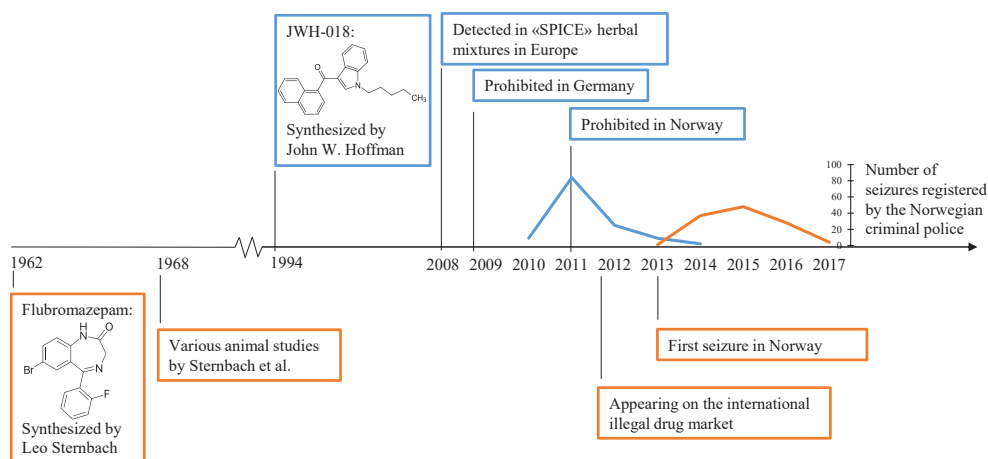 JWH-018:
O
N
CH3
Synthesized by
John W. Hoffman
Detected in «SPICE» herbal
mixtures in Europe
Prohibited in Germany
Prohibited in Norway
100
80
60
40
20
0
Number of
seizures registered
by the Norwegian
criminal police
1962
1968
1994
2008
2009
2010
2011
2012
2013
2014
2015
2016
2017
Flubromazepam:
H
N
O
Br
N
F
Synthesized by
Leo Sternbach
Various animal studies
by Sternbach et al.
First seizure in Norway
Appearing on the international
illegal drug market